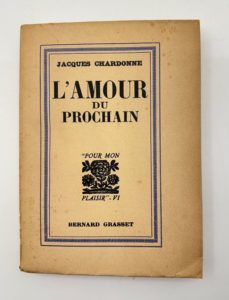 JACQUES CHARDONNE
L'AMOUR
DU
PROCHAIN
"POUR MON
PLAISIR" - VI
BERNARD GRASSET